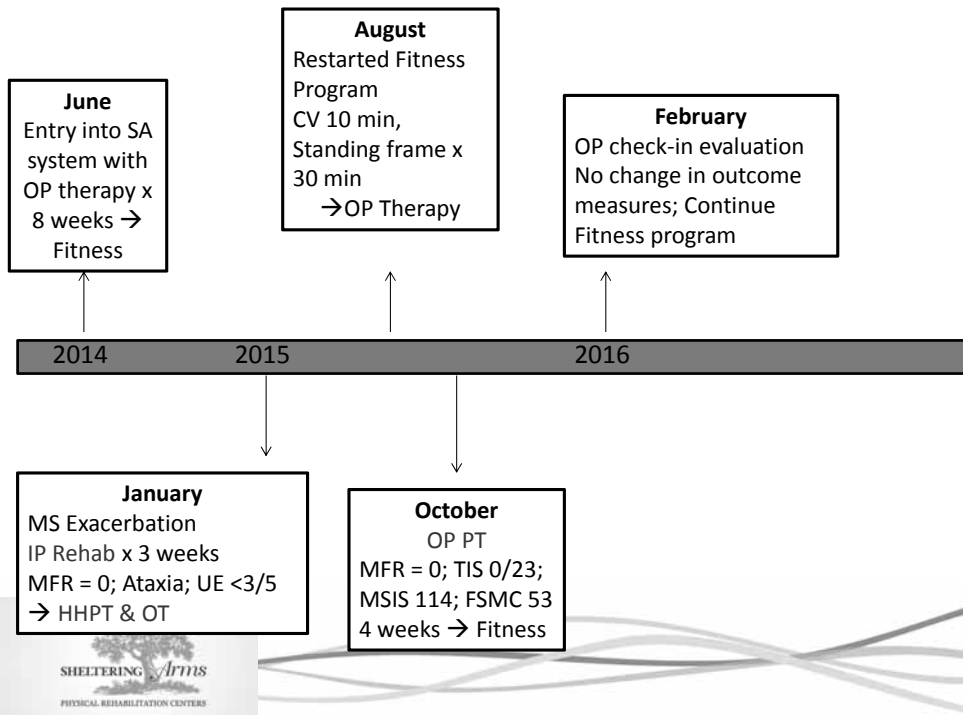 August
Restarted Fitness
Program
CV 10 min,
Standing frame x
30 min
→OP Therapy
June
Entry into SA
system with
OP therapy x
8 weeks →
Fitness
February
OP check-in evaluation
No change in outcome
measures; Continue
Fitness program
2014 2015 2016
January
MS Exacerbation
IP Rehab x 3 weeks
MFR = 0; Ataxia; UE <3/5
→ HHPT & OT
October
OP PT
MFR = 0; TIS 0/23;
MSIS 114; FSMC 53
4 weeks → Fitness
SHELTERING Arms
PHYSICAL REHABILITATION CENTERS